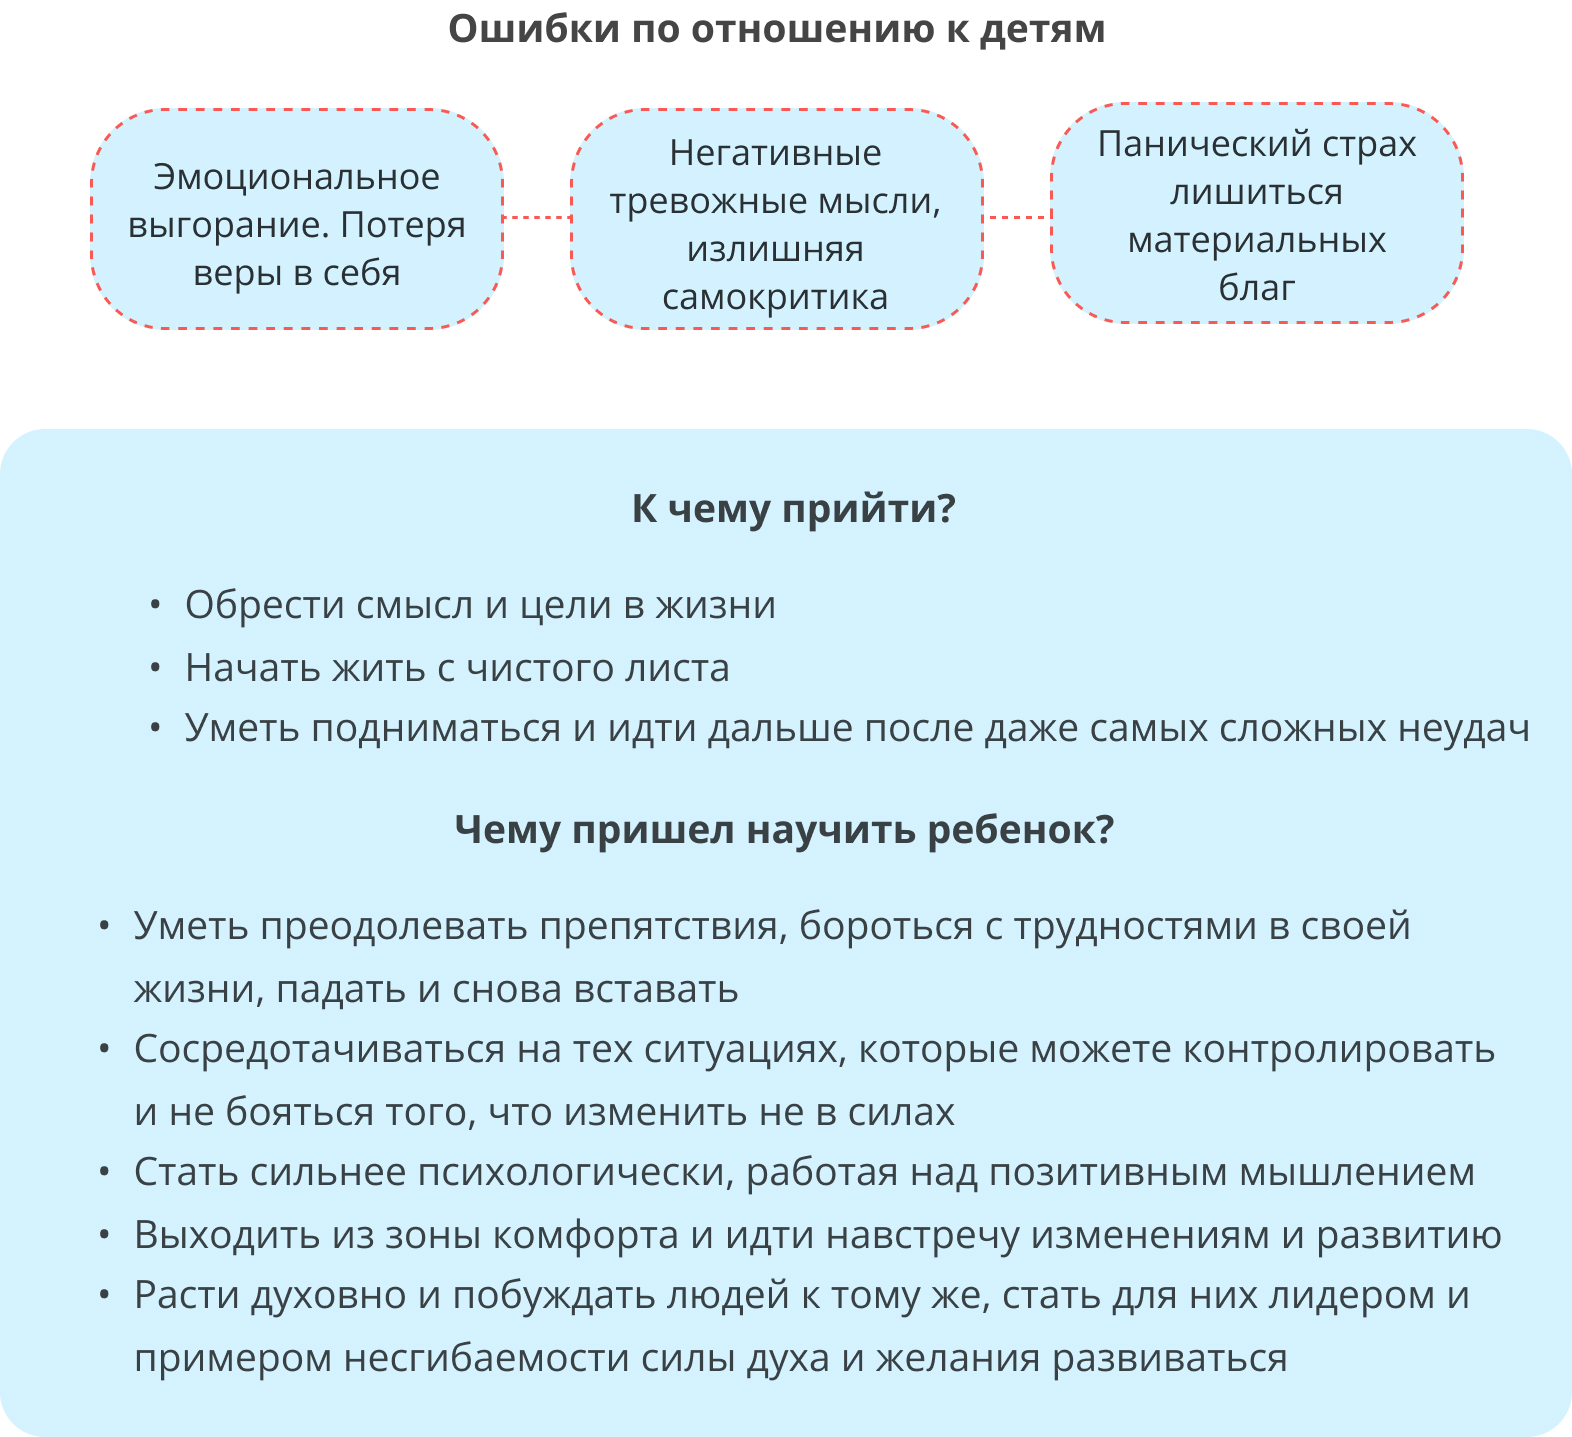 Ошибки по отношению к детям
Эмоциональное
выгорание. Потеря
веры в себя
Негативные
тревожные мысли,
излишняя
самокритика
Панический страх
лишиться
материальных
благ
К чему прийти?
• Обрести смысл и цели в жизни
• Начать жить с чистого листа
• Уметь подниматься и идти дальше после даже самых сложных неудач
Чему пришел научить ребенок?
• Уметь преодолевать препятствия, бороться с трудностями в своей
жизни, падать и снова вставать
• Сосредотачиваться на тех ситуациях, которые можете контролировать
и не бояться того, что изменить не в силах
• Стать сильнее психологически, работая над позитивным мышлением
• Выходить из зоны комфорта и идти навстречу изменениям и развитию
• Расти духовно и побуждать людей к тому же, стать для них лидером и
примером несгибаемости силы духа и желания развиваться